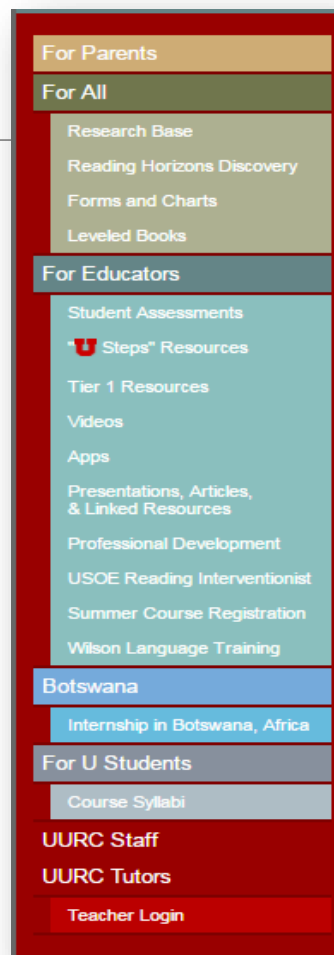 For Parents
For All
Research Base
Reading Horizons Discovery
Forms and Charts
Leveled Books
For Educators
Student Assessments
"U Steps" Resources
Tier 1 Resources
Videos
Apps
Presentations, Articles,
& Linked Resources
Professional Development
USOE Reading Interventionist
Summer Course Registration
Wilson Language Training
Botswana
Internship in Botswana, Africa
For U Students
Course Syllabi
UURC Staff
UURC Tutors
Teacher Login